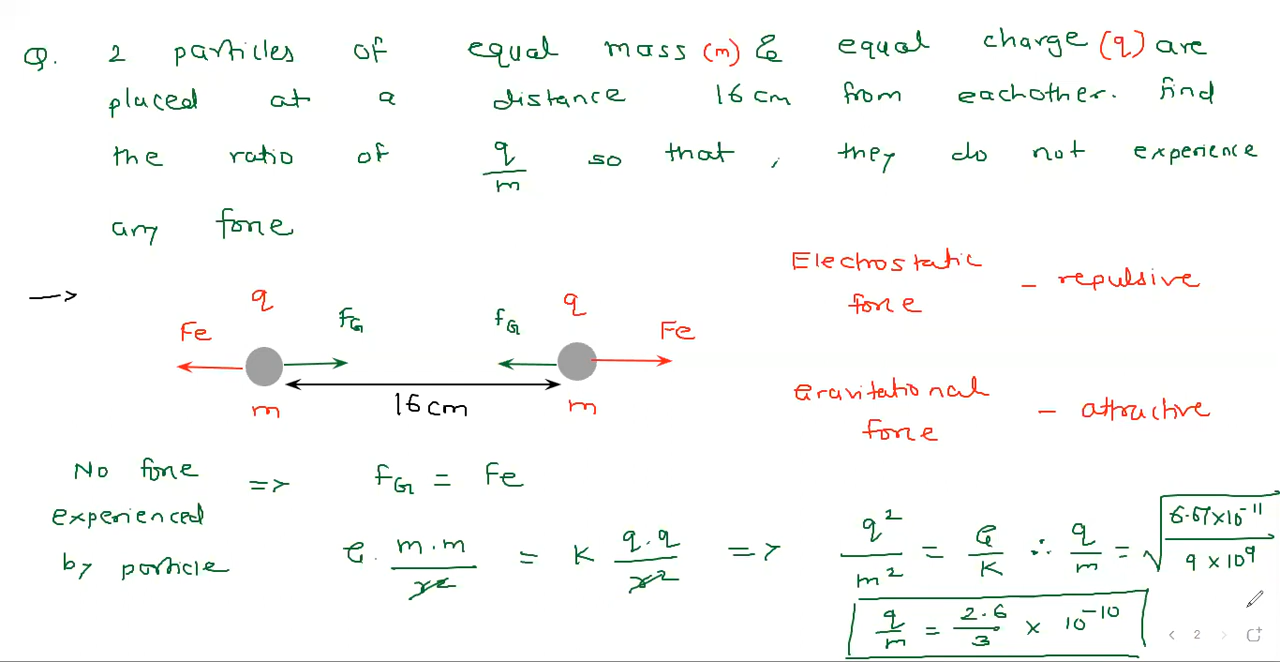 Q. 2 particles of equal mass (m) & equal charge (q) are
placed at a distance 16 cm from eachother. find
the ratio of q/m so that, they do not experience
any force
Electrostatic force - repulsive
→ q q
Fe FG FG Fe
16 cm
m m
Gravitational force - attractive
No force experienced by particle => FG = Fe
G. m.m/r² = K q.q/r² => q²/m² = G/K ∴ q/m = √(6.67×10⁻¹¹/9×10⁹)
q/m = 2.6/3 × 10⁻¹⁰
2